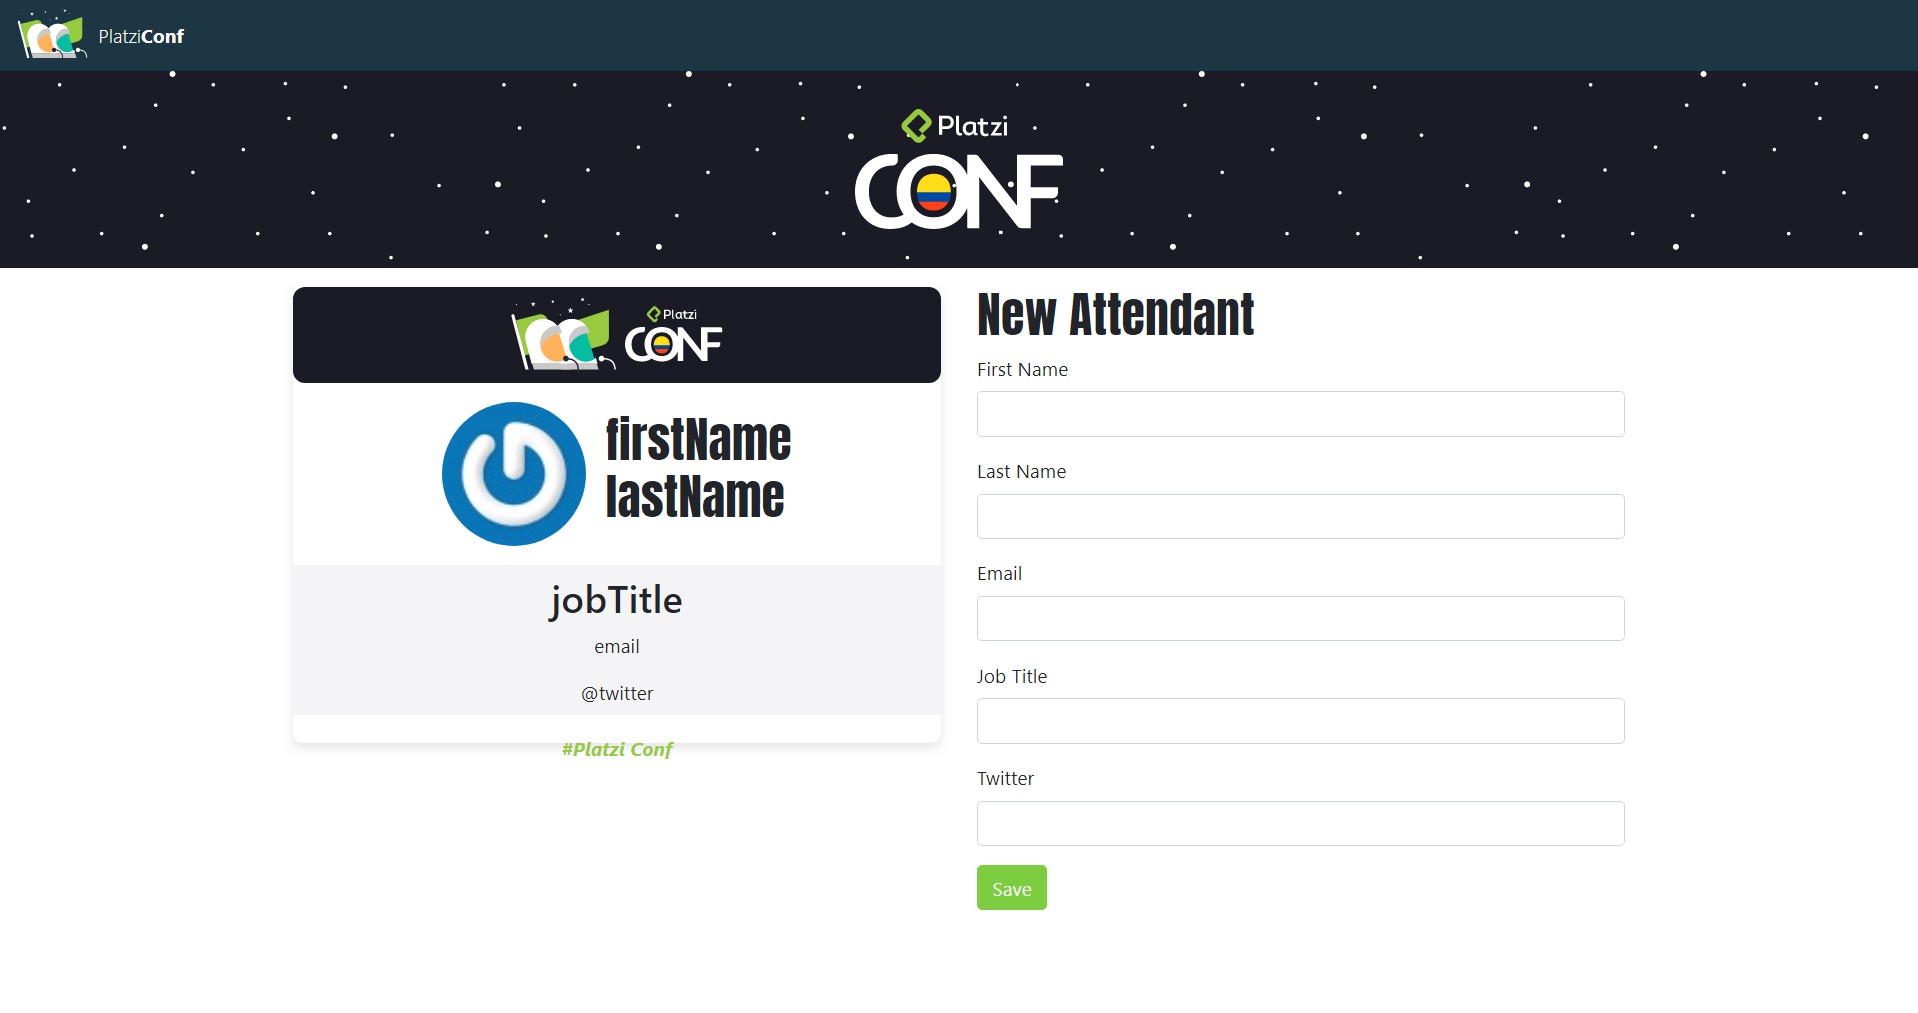 PlatziConf
Platzi
CONF
Platzi
CONF
firstName
lastName
jobTitle
email
@twitter
#Platzi Conf
New Attendant
First Name
Last Name
Email
Job Title
Twitter
Save